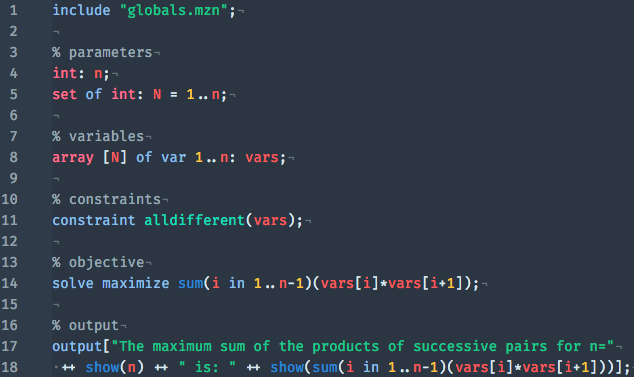 1 include "globals.mzn";¬
2 ¬
3 % parameters¬
4 int: n;¬
5 set of int: N = 1..n;¬
6 ¬
7 % variables¬
8 array [N] of var 1..n: vars;¬
9 ¬
10 % constraints¬
11 constraint alldifferent(vars);¬
12 ¬
13 % objective¬
14 solve maximize sum(i in 1..n-1)(vars[i]*vars[i+1]);¬
15 ¬
16 % output¬
17 output["The maximum sum of the products of successive pairs for n="¬
18 ·++ show(n) ++ " is: " ++ show(sum(i in 1..n-1)(vars[i]*vars[i+1]))];